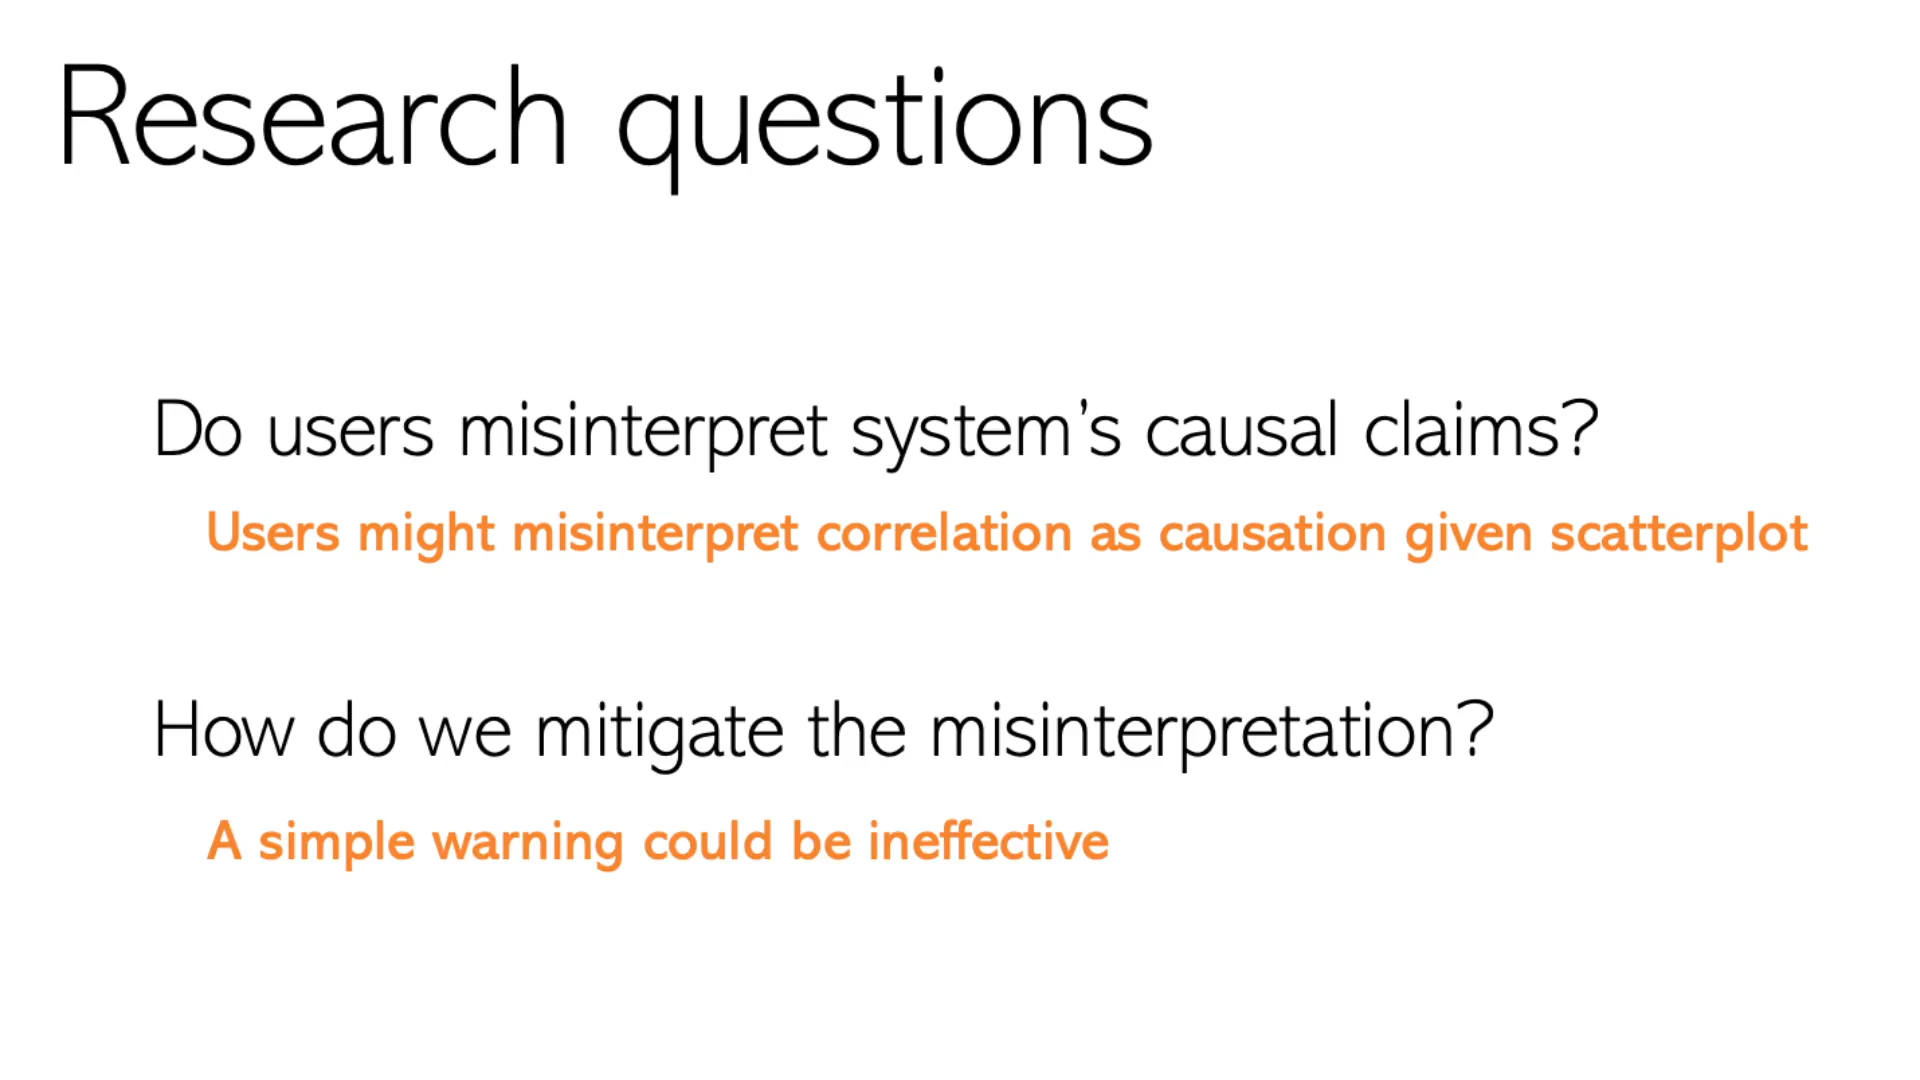 Research questions
Do users misinterpret system’s causal claims?
Users might misinterpret correlation as causation given scatterplot
How do we mitigate the misinterpretation?
A simple warning could be ineffective